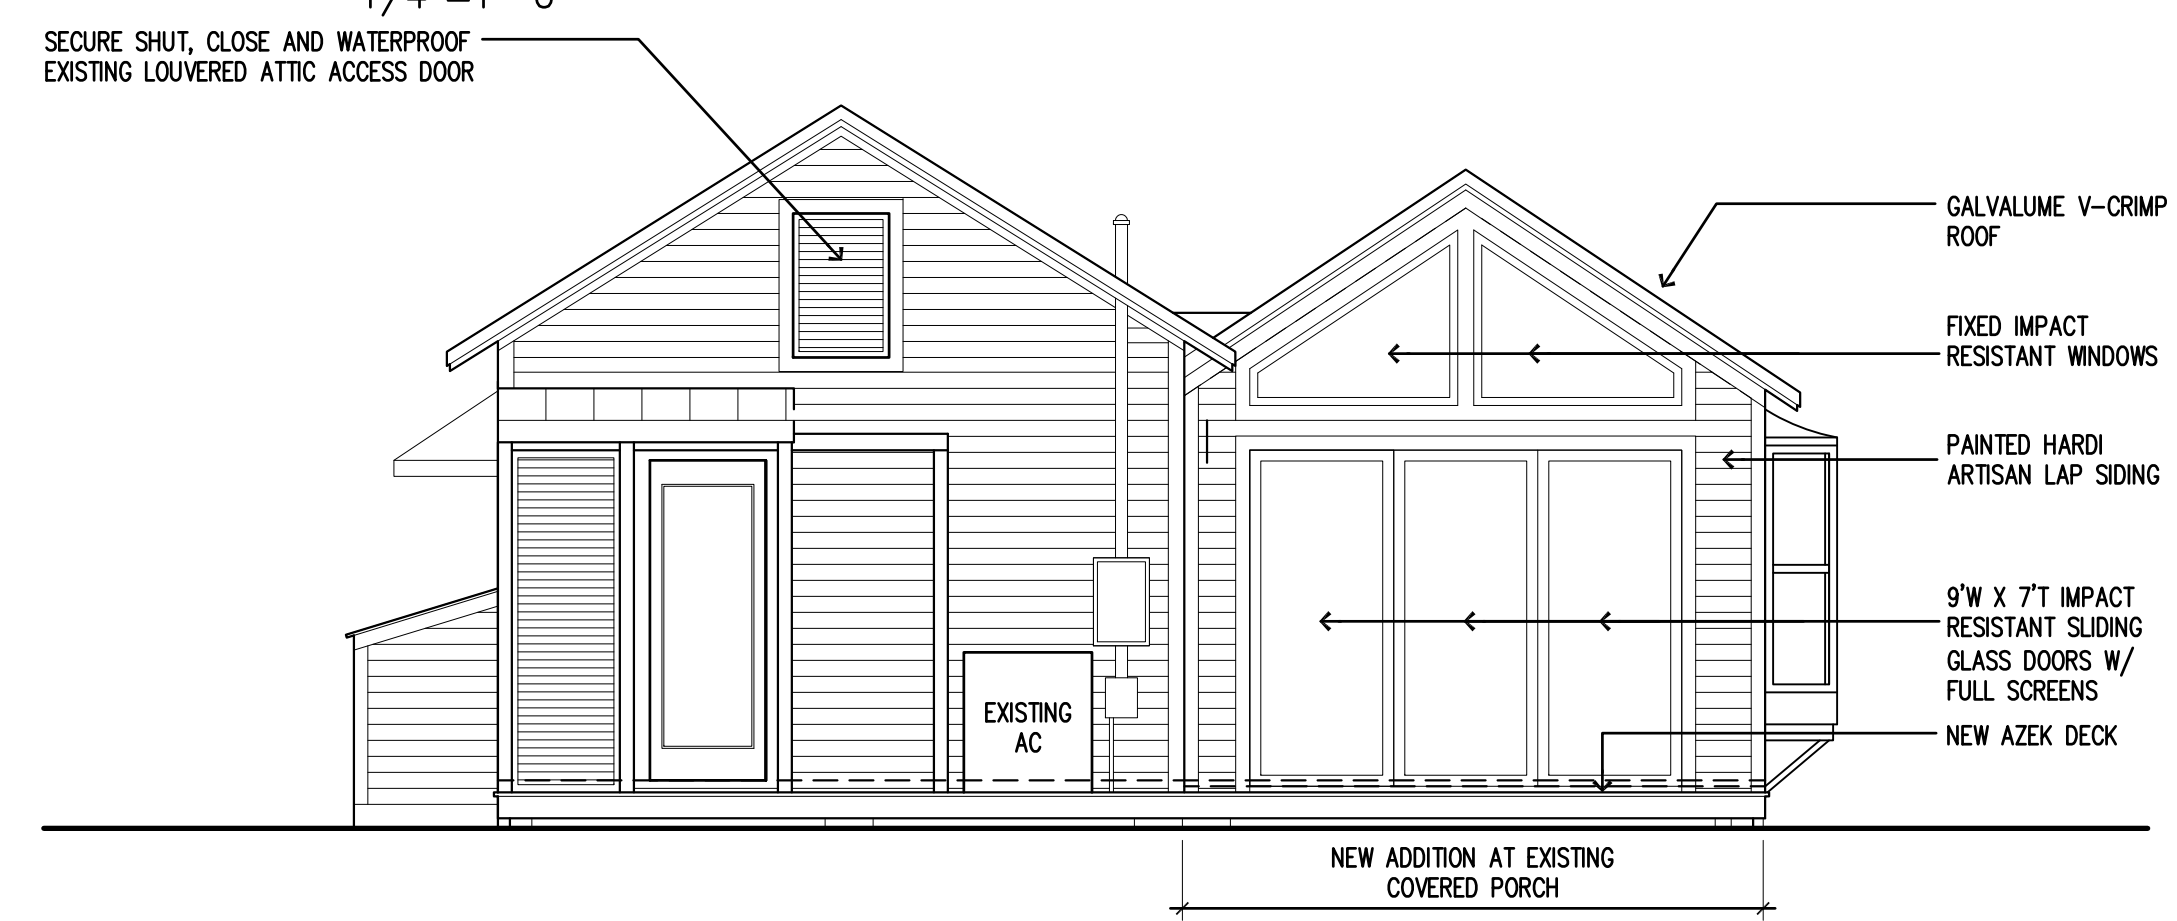 SECURE SHUT, CLOSE AND WATERPROOF
EXISTING LOUVERED ATTIC ACCESS DOOR
GALVALUME V-CRIMP
ROOF
FIXED IMPACT
RESISTANT WINDOWS
PAINTED HARDI
ARTISAN LAP SIDING
9'W X 7'T IMPACT
RESISTANT SLIDING
GLASS DOORS W/
FULL SCREENS
NEW AZEK DECK
EXISTING
AC
NEW ADDITION AT EXISTING
COVERED PORCH